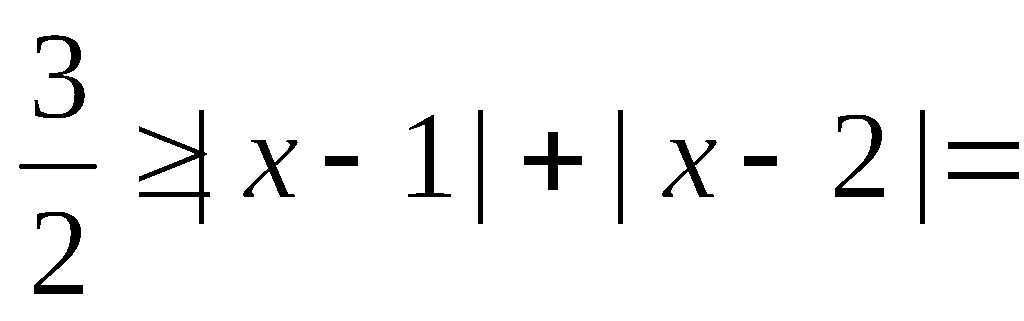 3/2 ≥ | x - 1 | + | x - 2 | =